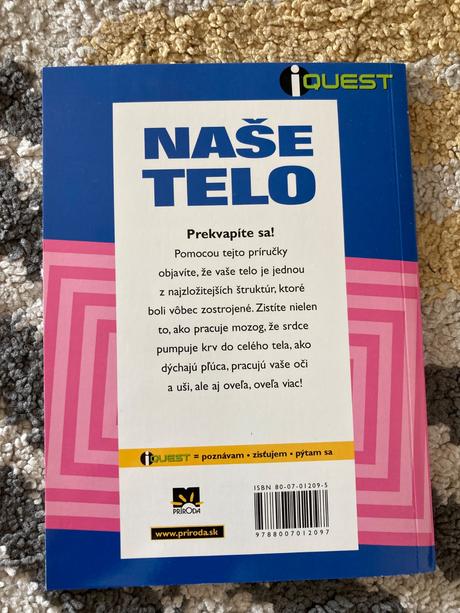 iQUEST
NAŠE
TELO
Prekvapíte sa!
Pomocou tejto príručky
objavíte, že vaše telo je jednou
z najzložitejších štruktúr, ktoré
boli vôbec zostrojené. Zistíte nielen
to, ako pracuje mozog, že srdce
pumpuje krv do celého tela, ako
dýchajú pľúca, pracujú vaše oči
a uši, ale aj oveľa, oveľa viac!
iQUEST = poznávam • zisťujem • pýtam sa
ISBN 80-07-01209-5
PRÍRODA
www.priroda.sk
9788007012097